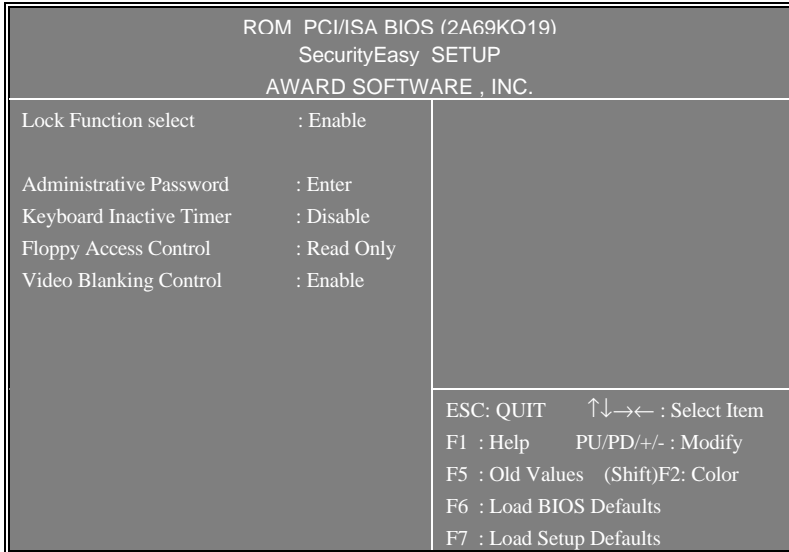 ROM PCI/ISA BIOS (2A69KQ19)
SecurityEasy SETUP
AWARD SOFTWARE , INC.
Lock Function select : Enable
Administrative Password : Enter
Keyboard Inactive Timer : Disable
Floppy Access Control : Read Only
Video Blanking Control : Enable
ESC: QUIT ↑↓→← : Select Item
F1 : Help PU/PD/+/- : Modify
F5 : Old Values (Shift)F2: Color
F6 : Load BIOS Defaults
F7 : Load Setup Defaults